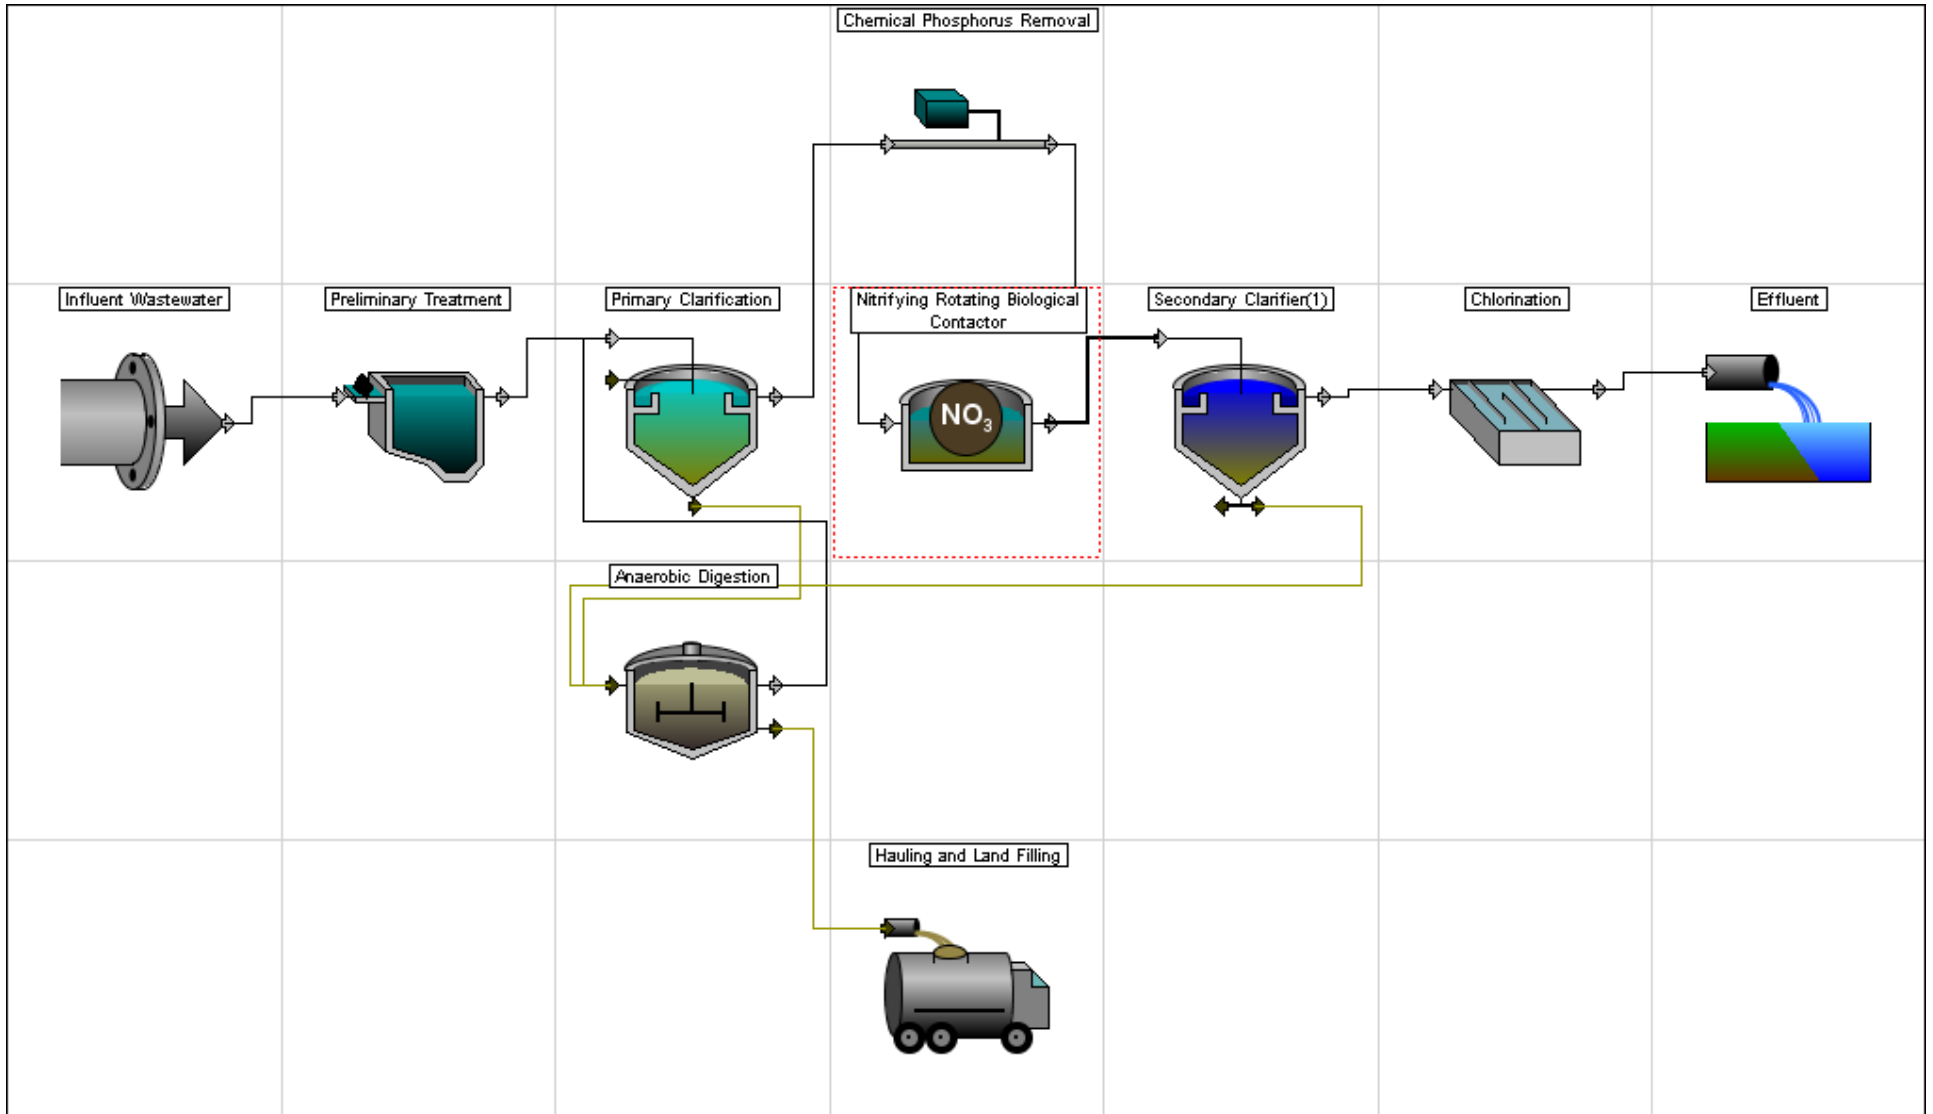 Chemical Phosphorus Removal
Influent Wastewater
Preliminary Treatment
Primary Clarification
Nitrifying Rotating Biological
Contactor
Secondary Clarifier(1)
Chlorination
Effluent
NO3
Anaerobic Digestion
Hauling and Land Filling